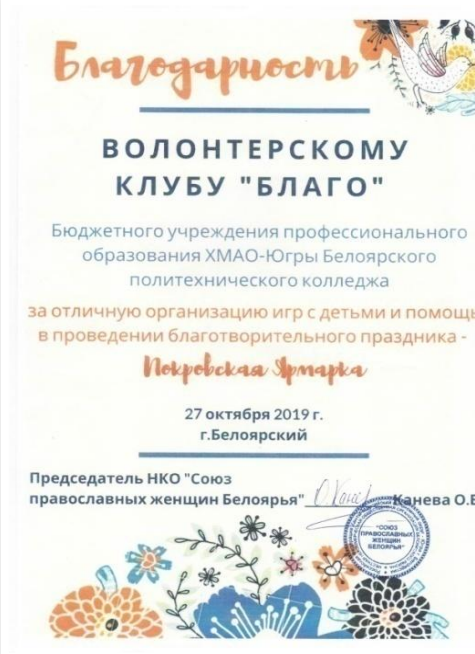 Благодарность
ВОЛОНТЕРСКОМУ
КЛУБУ "БЛАГО"
Бюджетного учреждения профессионального
образования ХМАО-Югры Белоярского
политехнического колледжа
за отличную организацию игр с детьми и помощь
в проведении благотворительного праздника -
Покровская Ярмарка
27 октября 2019 г.
г.Белоярский
Председатель НКО "Союз
православных женщин Белоярья" Канева О.В
"СОЮЗ
ПРАВОСЛАВНЫХ
ЖЕНЩИН
БЕЛОЯРЬЯ"